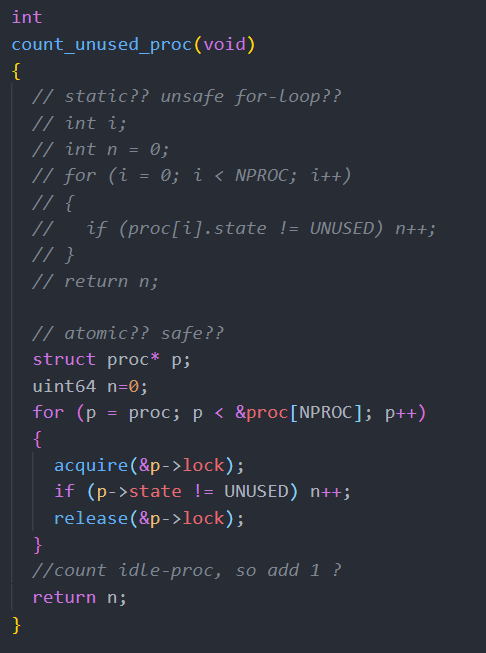 int
count_unused_proc(void)
{
  // static?? unsafe for-loop??
  // int i;
  // int n = 0;
  // for (i = 0; i < NPROC; i++)
  // {
  //   if (proc[i].state != UNUSED) n++;
  // }
  // return n;

  // atomic?? safe??
  struct proc* p;
  uint64 n=0;
  for (p = proc; p < &proc[NPROC]; p++)
  {
    acquire(&p->lock);
    if (p->state != UNUSED) n++;
    release(&p->lock);
  }
  //count idle-proc, so add 1 ?
  return n;
}